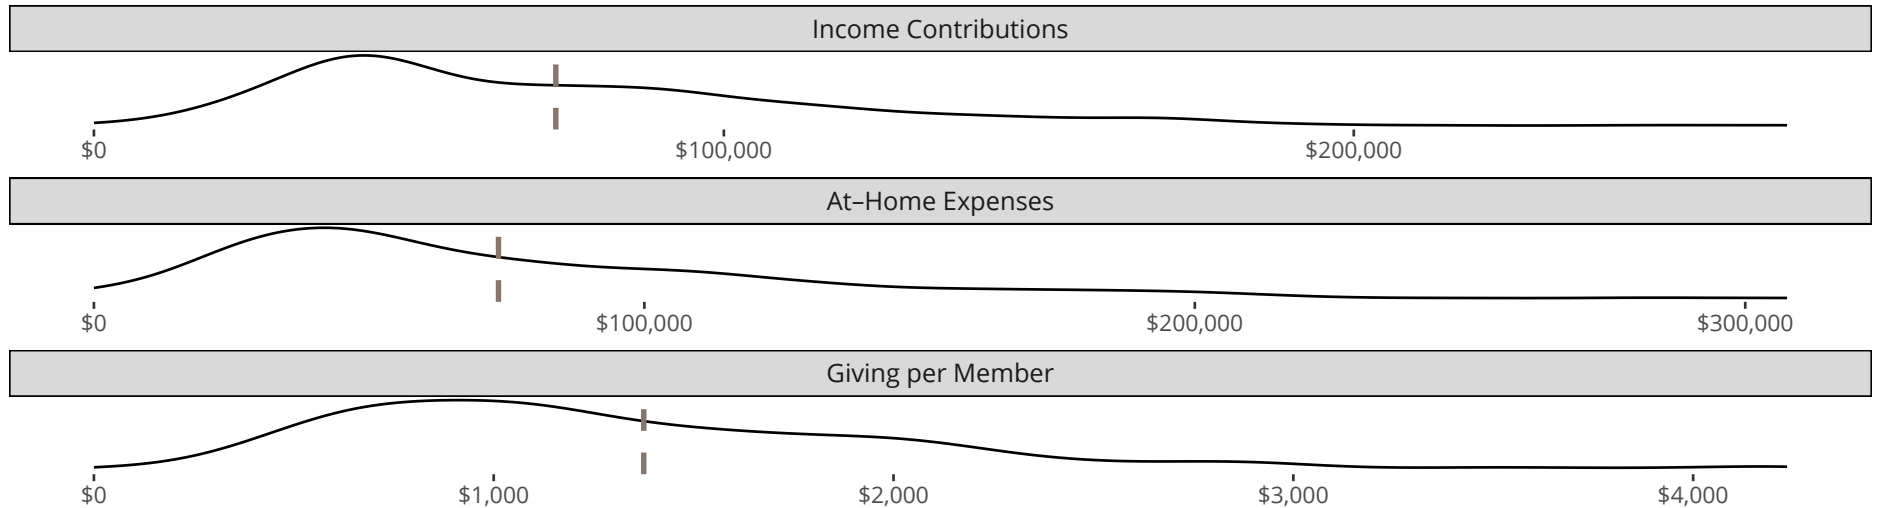 Income Contributions
$0 $100,000 $200,000
At–Home Expenses
$0 $100,000 $200,000 $300,000
Giving per Member
$0 $1,000 $2,000 $3,000 $4,000